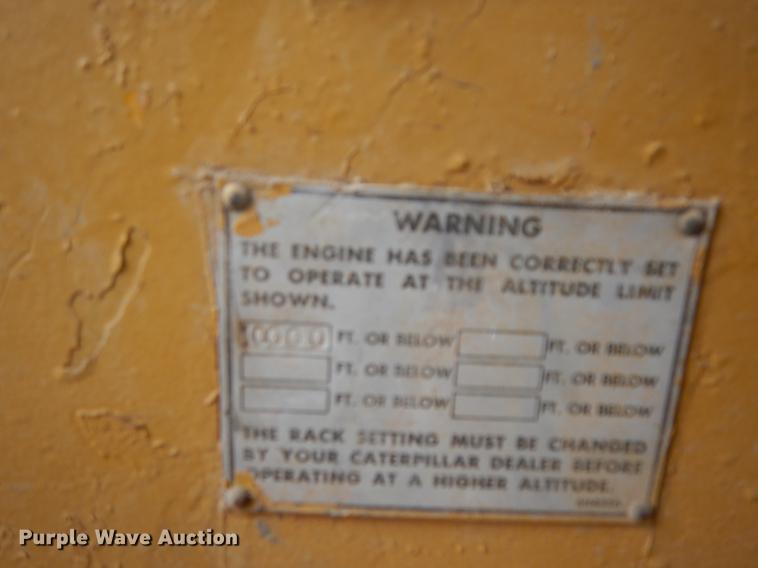 WARNING
THE ENGINE HAS BEEN CORRECTLY SET
TO OPERATE AT THE ALTITUDE LIMIT
SHOWN.
FT. OR BELOW FT. OR BELOW
FT. OR BELOW FT. OR BELOW
FT. OR BELOW FT. OR BELOW
THE RACK SETTING MUST BE CHANGED
BY YOUR CATERPILLAR DEALER BEFORE
OPERATING AT A HIGHER ALTITUDE.
Purple Wave Auction